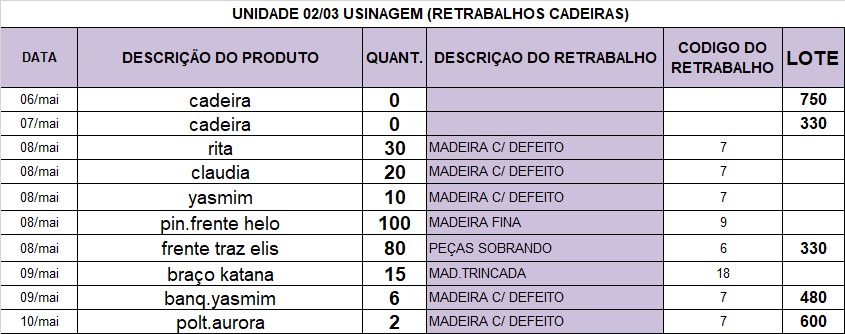 UNIDADE 02/03 USINAGEM (RETRABALHOS CADEIRAS)
DATA DESCRIÇÃO DO PRODUTO QUANT. DESCRIÇAO DO RETRABALHO CODIGO DO RETRABALHO LOTE
06/mai cadeira 0 750
07/mai cadeira 0 330
08/mai rita 30 MADEIRA C/ DEFEITO 7
08/mai claudia 20 MADEIRA C/ DEFEITO 7
08/mai yasmim 10 MADEIRA C/ DEFEITO 7
08/mai pin.frente helo 100 MADEIRA FINA 9
08/mai frente traz elis 80 PEÇAS SOBRANDO 6 330
09/mai braço katana 15 MAD.TRINCADA 18
09/mai banq.yasmim 6 MADEIRA C/ DEFEITO 7 480
10/mai polt.aurora 2 MADEIRA C/ DEFEITO 7 600